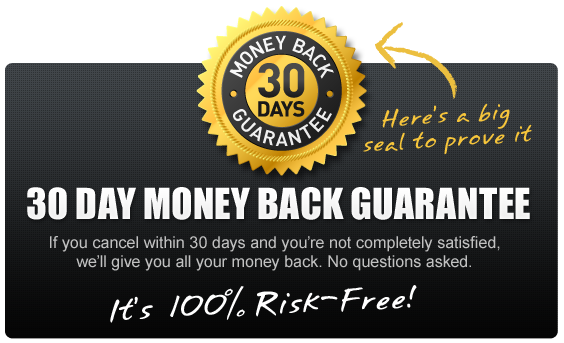 MONEY BACK
30
DAYS
GUARANTEE
Here's a big
seal to prove it
30 DAY MONEY BACK GUARANTEE
If you cancel within 30 days and you're not completely satisfied,
we'll give you all your money back. No questions asked.
It's 100% Risk-Free!